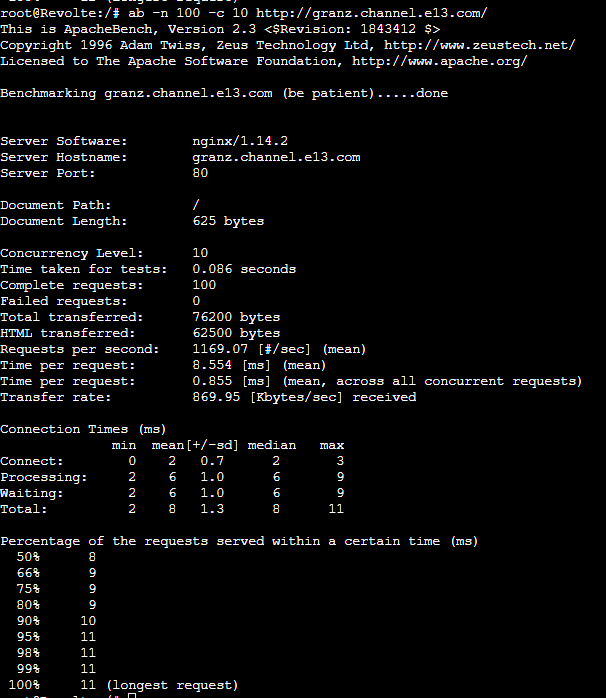 root@Revolte:/# ab -n 100 -c 10 http://granz.channel.e13.com/
This is ApacheBench, Version 2.3 <$Revision: 1843412 $>
Copyright 1996 Adam Twiss, Zeus Technology Ltd, http://www.zeustech.net/
Licensed to The Apache Software Foundation, http://www.apache.org/

Benchmarking granz.channel.e13.com (be patient).....done


Server Software:        nginx/1.14.2
Server Hostname:        granz.channel.e13.com
Server Port:            80

Document Path:          /
Document Length:        625 bytes

Concurrency Level:      10
Time taken for tests:   0.086 seconds
Complete requests:      100
Failed requests:        0
Total transferred:      76200 bytes
HTML transferred:       62500 bytes
Requests per second:    1169.07 [#/sec] (mean)
Time per request:       8.554 [ms] (mean)
Time per request:       0.855 [ms] (mean, across all concurrent requests)
Transfer rate:          869.95 [Kbytes/sec] received

Connection Times (ms)
              min  mean[+/-sd] median   max
Connect:        0    2   0.7      2       3
Processing:     2    6   1.0      6       9
Waiting:        2    6   1.0      6       9
Total:          2    8   1.3      8      11

Percentage of the requests served within a certain time (ms)
  50%      8
  66%      9
  75%      9
  80%      9
  90%     10
  95%     11
  98%     11
  99%     11
 100%     11 (longest request)